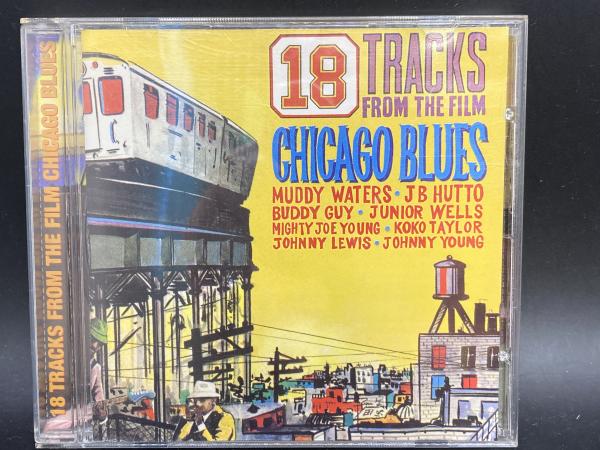 18 TRACKS FROM THE FILM CHICAGO BLUES
18 TRACKS
FROM THE FILM
CHICAGO BLUES
MUDDY WATERS · JB HUTTO
BUDDY GUY · JUNIOR WELLS
MIGHTY JOE YOUNG · KOKO TAYLOR
JOHNNY LEWIS · JOHNNY YOUNG